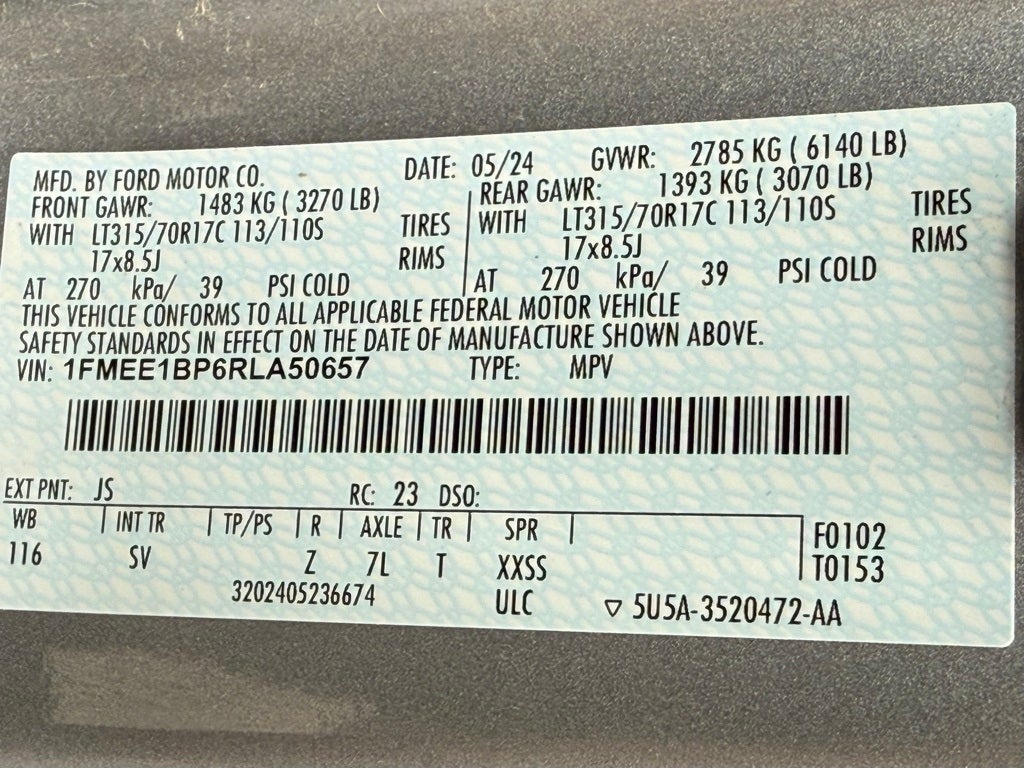 MFD. BY FORD MOTOR CO. DATE: 05/24 GVWR: 2785 KG ( 6140 LB)
FRONT GAWR: 1483 KG ( 3270 LB) REAR GAWR: 1393 KG ( 3070 LB)
WITH LT315/70R17C 113/110S TIRES WITH LT315/70R17C 113/110S TIRES
17x8.5J RIMS 17x8.5J RIMS
AT 270 kPa/ 39 PSI COLD AT 270 kPa/ 39 PSI COLD
THIS VEHICLE CONFORMS TO ALL APPLICABLE FEDERAL MOTOR VEHICLE
SAFETY STANDARDS IN EFFECT ON THE DATE OF MANUFACTURE SHOWN ABOVE.
VIN: 1FMEE1BP6RLA50657 TYPE: MPV
EXT PNT: JS RC: 23 DSO:
WB INT TR TP/PS R AXLE TR SPR F0102
116 SV Z 7L T XXSS T0153
3202405236674 ULC ▽ 5U5A-3520472-AA